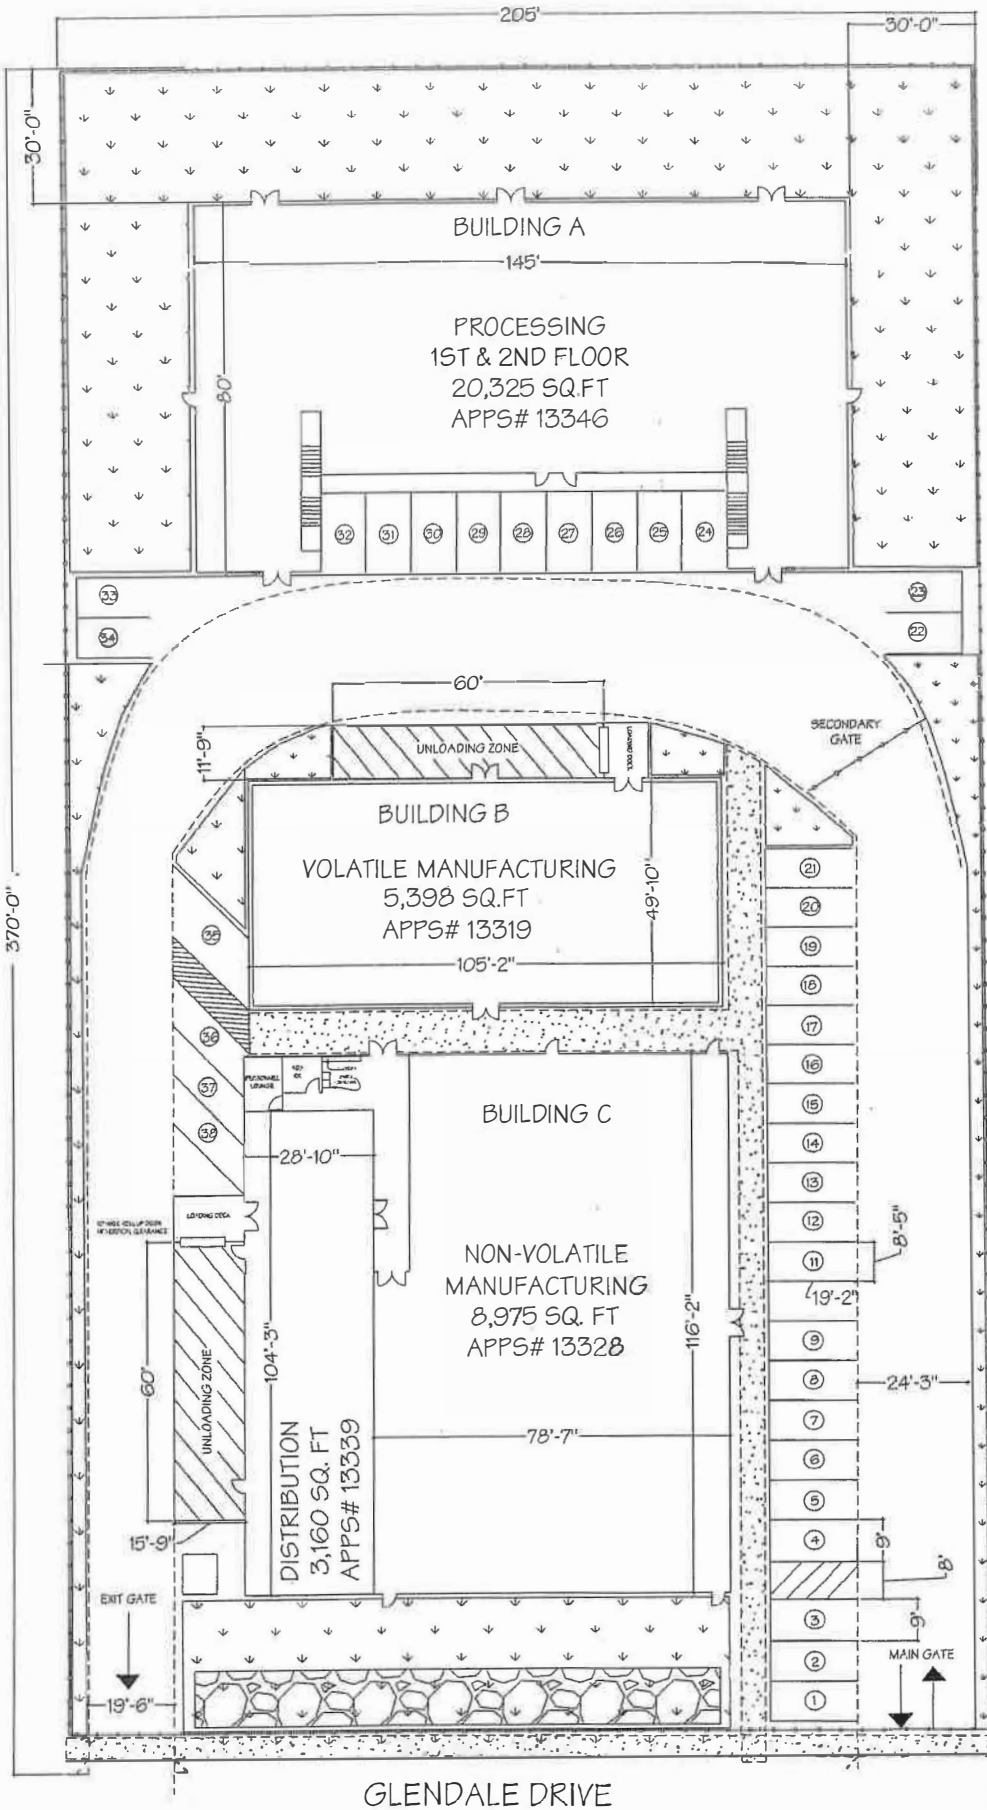 205'
30'-0"
30'-0"
BUILDING A
145'
PROCESSING
1ST & 2ND FLOOR
20,325 SQ.FT
APPS# 13346
80'
32 31 30 29 28 27 26 25 24
33
34
23
22
60'
11'-9"
UNLOADING ZONE
LOADING DOCK
SECONDARY
GATE
BUILDING B
VOLATILE MANUFACTURING
5,398 SQ.FT
APPS# 13319
49'-10"
105'-2"
370'-0"
35
36
37
38
21
20
19
18
17
16
15
14
13
12
11
8'-5"
19'-2"
9
8
24'-3"
7
6
5
4
9'
8'
3
9'
2
1
PERSONNEL
LOUNGE
BUILDING C
28'-10"
LOADING DECK
NON-VOLATILE
MANUFACTURING
8,975 SQ. FT
APPS# 13328
116'-2"
104'-3"
60'
UNLOADING ZONE
78'-7"
DISTRIBUTION
3,160 SQ. FT
APPS# 13339
15'-9"
EXIT GATE
19'-6"
MAIN GATE
GLENDALE DRIVE